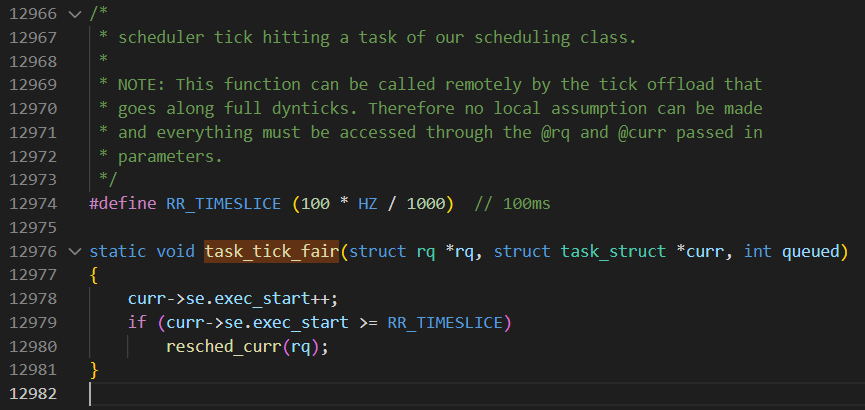 12966 /*
12967  * scheduler tick hitting a task of our scheduling class.
12968  *
12969  * NOTE: This function can be called remotely by the tick offload that
12970  * goes along full dynticks. Therefore no local assumption can be made
12971  * and everything must be accessed through the @rq and @curr passed in
12972  * parameters.
12973  */
12974 #define RR_TIMESLICE (100 * HZ / 1000)  // 100ms
12975
12976 static void task_tick_fair(struct rq *rq, struct task_struct *curr, int queued)
12977 {
12978     curr->se.exec_start++;
12979     if (curr->se.exec_start >= RR_TIMESLICE)
12980         resched_curr(rq);
12981 }
12982